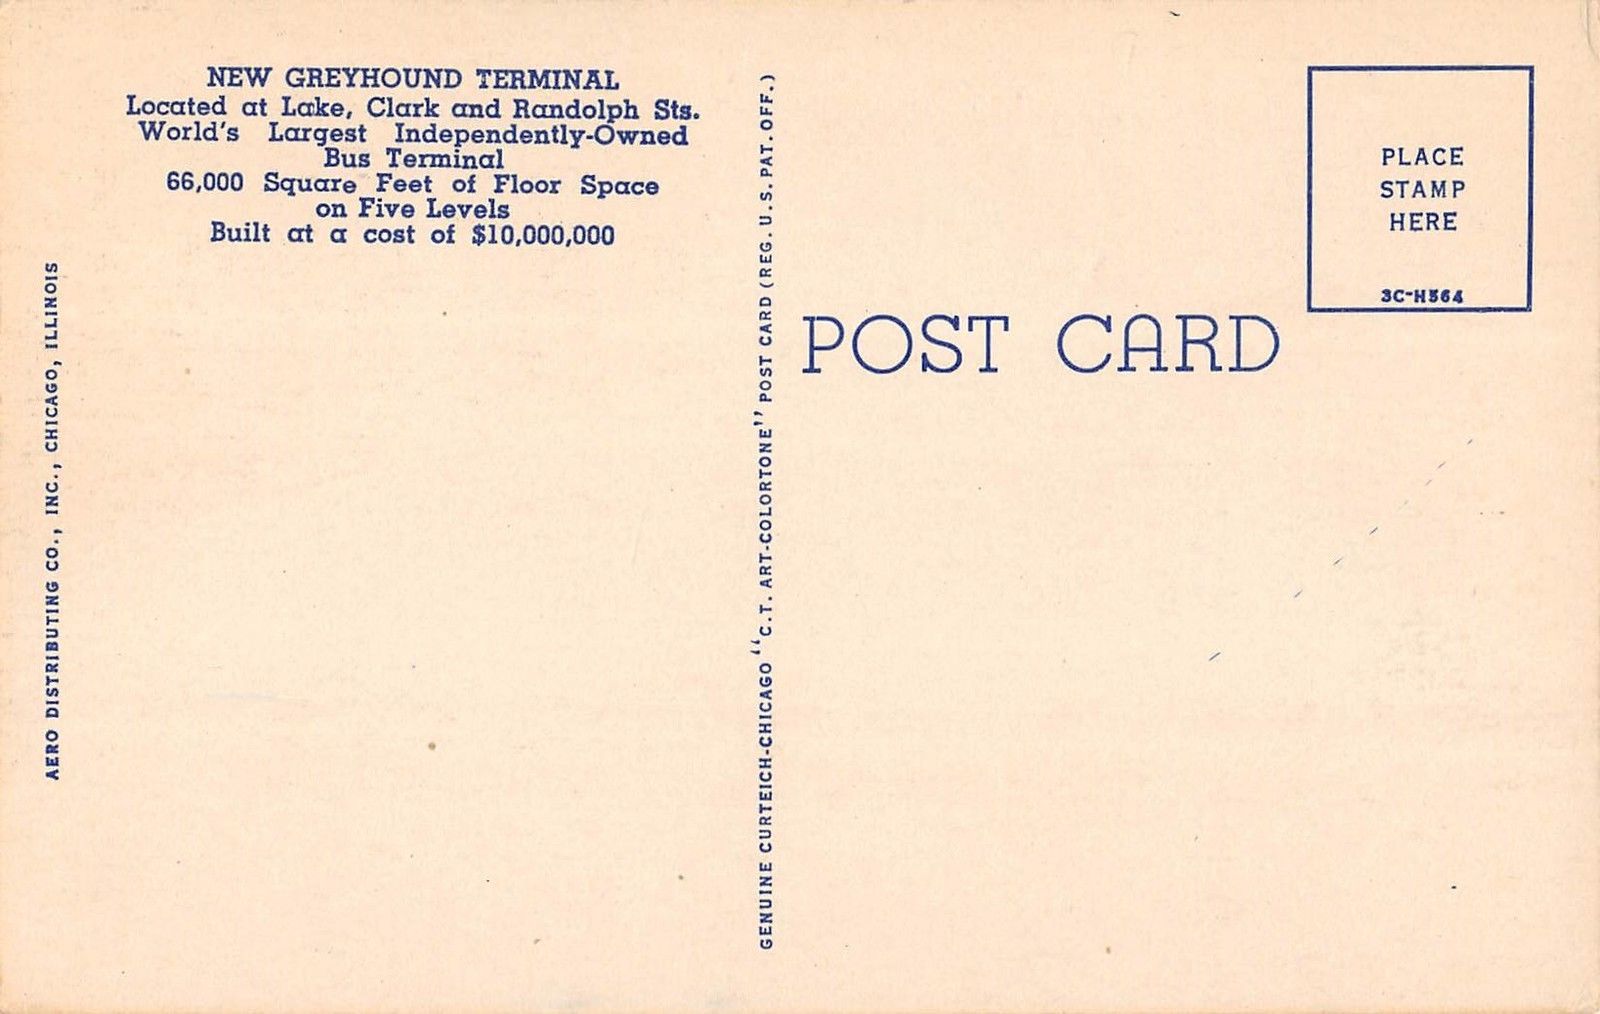 NEW GREYHOUND TERMINAL
Located at Lake, Clark and Randolph Sts.
World's Largest Independently-Owned
Bus Terminal
66,000 Square Feet of Floor Space
on Five Levels
Built at a cost of $10,000,000
AERO DISTRIBUTING CO., INC., CHICAGO, ILLINOIS
GENUINE CURTEICH-CHICAGO "C.T. ART-COLORTONE" POST CARD (REG. U.S. PAT. OFF.)
POST CARD
PLACE
STAMP
HERE
3C-H564